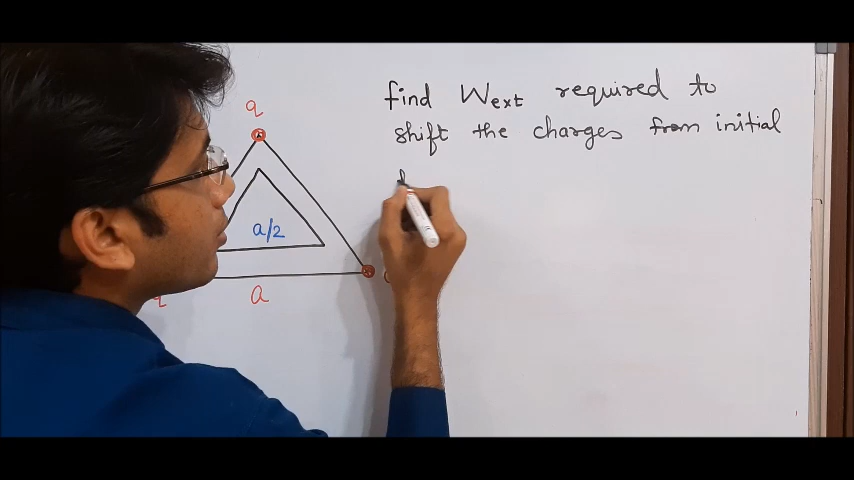 find Wext required to
shift the charges from initial
q
a/2
q
a